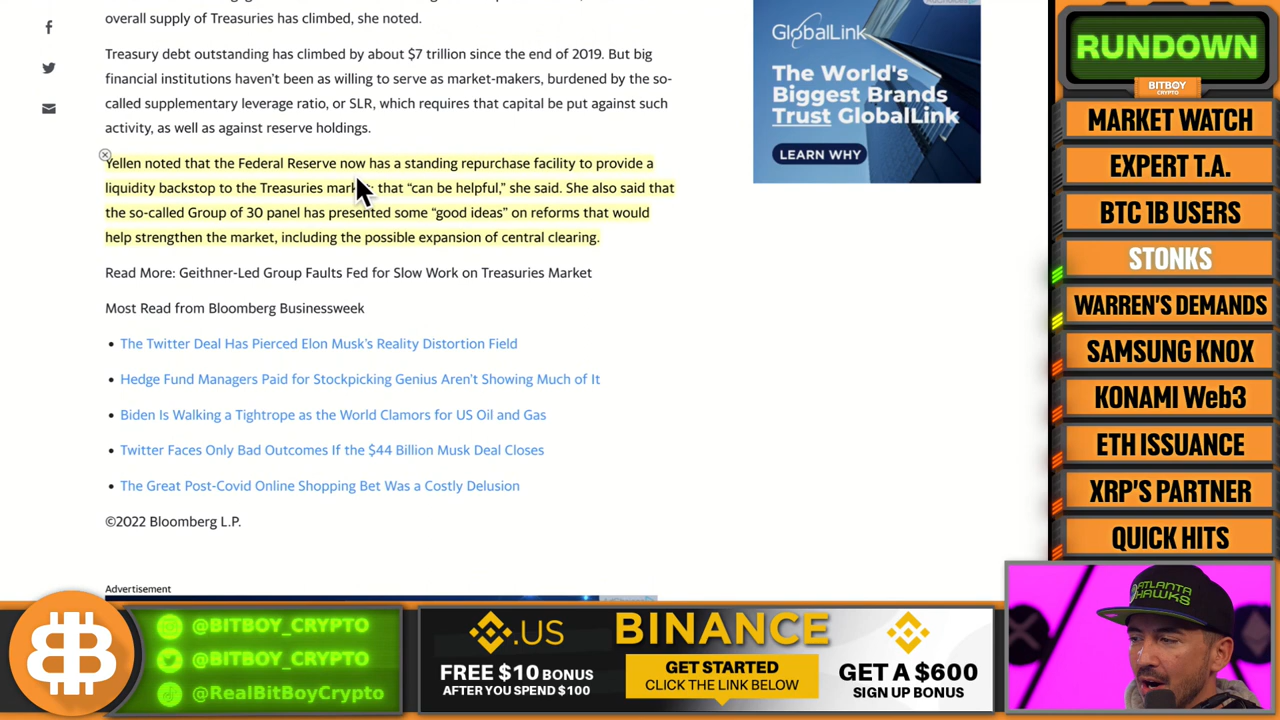 overall supply of Treasuries has climbed, she noted.
Treasury debt outstanding has climbed by about $7 trillion since the end of 2019. But big
financial institutions haven't been as willing to serve as market-makers, burdened by the so-
called supplementary leverage ratio, or SLR, which requires that capital be put against such
activity, as well as against reserve holdings.
Yellen noted that the Federal Reserve now has a standing repurchase facility to provide a
liquidity backstop to the Treasuries market; that “can be helpful,” she said. She also said that
the so-called Group of 30 panel has presented some “good ideas” on reforms that would
help strengthen the market, including the possible expansion of central clearing.
Read More: Geithner-Led Group Faults Fed for Slow Work on Treasuries Market
Most Read from Bloomberg Businessweek
• The Twitter Deal Has Pierced Elon Musk's Reality Distortion Field
• Hedge Fund Managers Paid for Stockpicking Genius Aren't Showing Much of It
• Biden Is Walking a Tightrope as the World Clamors for US Oil and Gas
• Twitter Faces Only Bad Outcomes If the $44 Billion Musk Deal Closes
• The Great Post-Covid Online Shopping Bet Was a Costly Delusion
©2022 Bloomberg L.P.
Advertisement
GlobalLink
The World's
Biggest Brands
Trust GlobalLink
LEARN WHY
RUNDOWN
BITBOY
CRYPTO
MARKET WATCH
EXPERT T.A.
BTC 1B USERS
STONKS
WARREN'S DEMANDS
SAMSUNG KNOX
KONAMI Web3
ETH ISSUANCE
XRP'S PARTNER
QUICK HITS
ATLANTA
HAWKS
@BITBOY_CRYPTO
@BITBOY_CRYPTO
@RealBitBoyCrypto
.US
FREE $10 BONUS
AFTER YOU SPEND $100
BINANCE
GET STARTED
CLICK THE LINK BELOW
GET A $600
SIGN UP BONUS